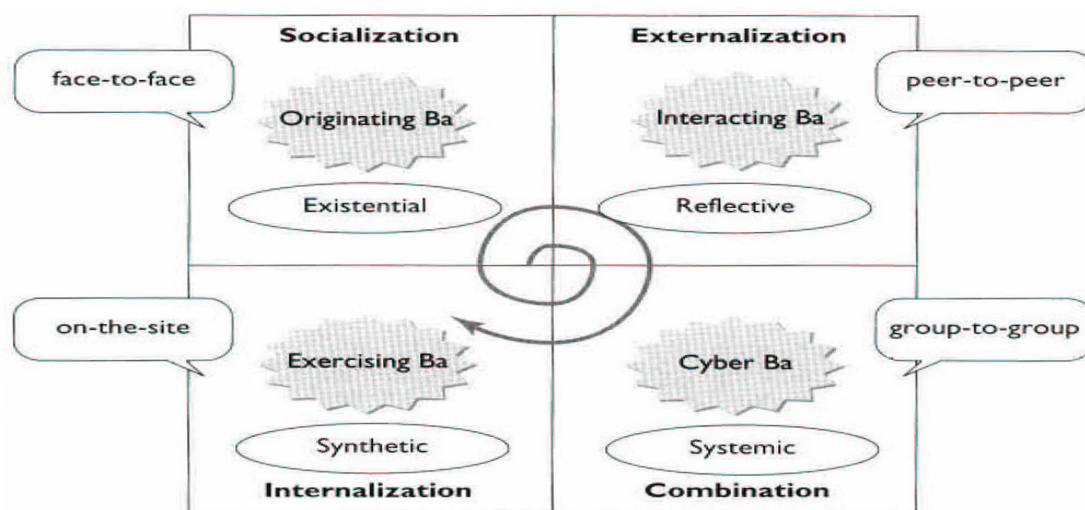 Socialization
Externalization
face-to-face
peer-to-peer
Originating Ba
Interacting Ba
Existential
Reflective
on-the-site
group-to-group
Exercising Ba
Cyber Ba
Synthetic
Systemic
Internalization
Combination